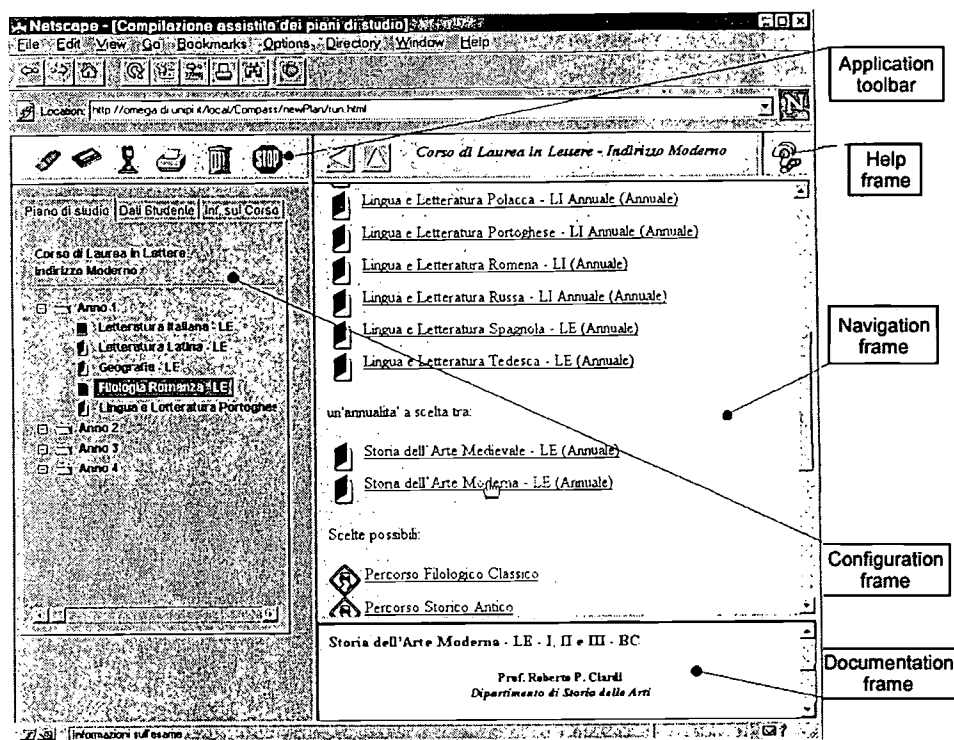 Netscape - [Compilazione assistita dei piani di studio]
File Edit View Go Bookmarks Options Directory Window Help
Location: http://omega.di.unipi.it/local/Compass/newPlan/run.html
N
STOP
Corso di Laurea in Lettere - Indirizzo Moderno
Piano di studio Dati Studente Inf. sul Corso
Corso di Laurea in Lettere
Indirizzo Moderno
Anno 1
Letteratura Italiana - LE
Letteratura Latina - LE
Geografia - LE
Filologia Romanza - LE
Lingua e Letteratura Portoghes
Anno 2
Anno 3
Anno 4
Lingua e Letteratura Polacca - LI Annuale (Annuale)
Lingua e Letteratura Portoghese - LI Annuale (Annuale)
Lingua e Letteratura Romena - LI (Annuale)
Lingua e Letteratura Russa - LI Annuale (Annuale)
Lingua e Letteratura Spagnola - LE (Annuale)
Lingua e Letteratura Tedesca - LE (Annuale)
un'annualita' a scelta tra:
Storia dell'Arte Medievale - LE (Annuale)
Storia dell'Arte Moderna - LE (Annuale)
Scelte possibili:
Percorso Filologico Classico
Percorso Storico Antico
Storia dell'Arte Moderna - LE - I, II e III - BC
Prof. Roberto P. Ciardi
Dipartimento di Storia delle Arti
Informazioni sull'esame
Application
toolbar
Help
frame
Navigation
frame
Configuration
frame
Documentation
frame